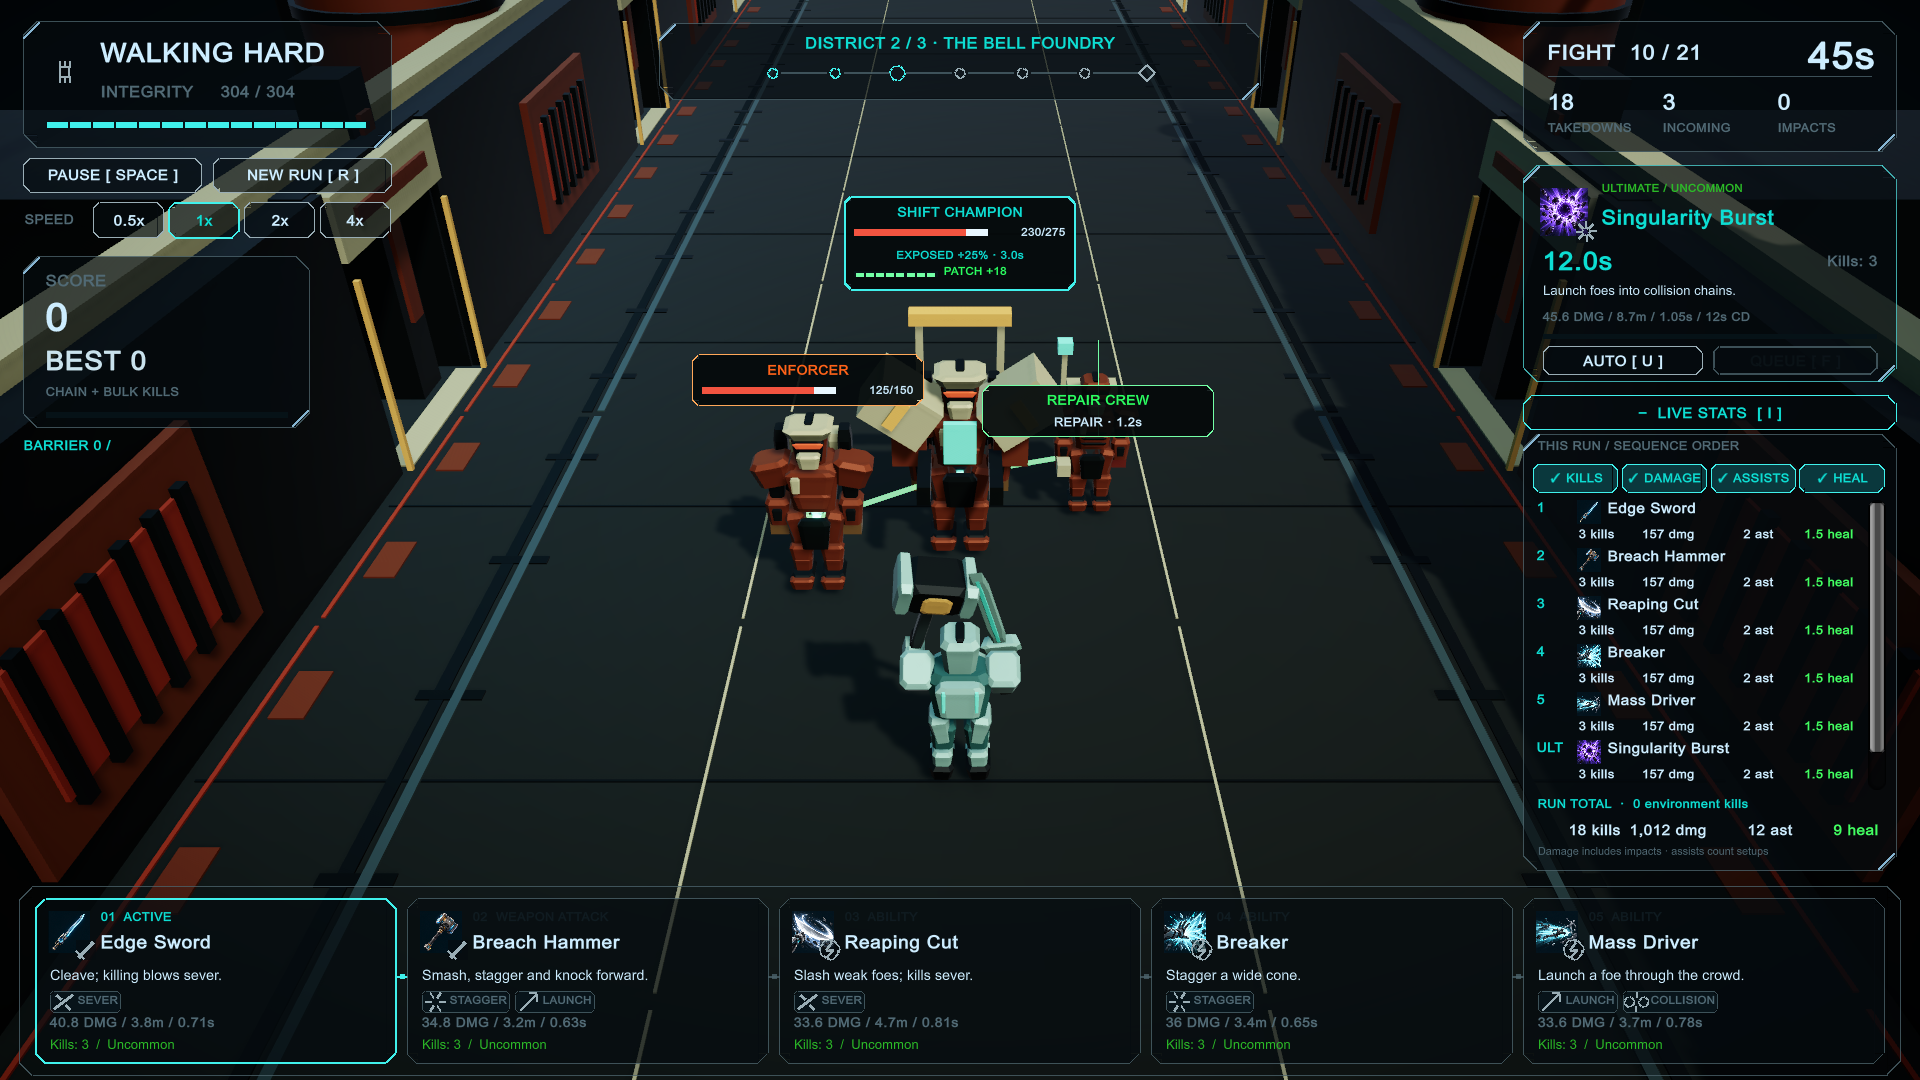 WALKING HARD
INTEGRITY 304 / 304
PAUSE [ SPACE ]
NEW RUN [ R ]
SPEED
0.5x
1x
2x
4x
SCORE
0
BEST 0
CHAIN + BULK KILLS
BARRIER 0 /
DISTRICT 2 / 3 · THE BELL FOUNDRY
SHIFT CHAMPION
230/275
EXPOSED +25% · 3.0s
PATCH +18
ENFORCER
125/150
REPAIR CREW
REPAIR · 1.2s
FIGHT 10 / 21
45s
18 3 0
TAKEDOWNS INCOMING IMPACTS
ULTIMATE / UNCOMMON
Singularity Burst
12.0s
Kills: 3
Launch foes into collision chains.
45.6 DMG / 8.7m / 1.05s / 12s CD
AUTO [ U ]
QUEUE [ F ]
− LIVE STATS [ I ]
THIS RUN / SEQUENCE ORDER
✓ KILLS ✓ DAMAGE ✓ ASSISTS ✓ HEAL
1 Edge Sword
3 kills 157 dmg 2 ast 1.5 heal
2 Breach Hammer
3 kills 157 dmg 2 ast 1.5 heal
3 Reaping Cut
3 kills 157 dmg 2 ast 1.5 heal
4 Breaker
3 kills 157 dmg 2 ast 1.5 heal
5 Mass Driver
3 kills 157 dmg 2 ast 1.5 heal
ULT Singularity Burst
3 kills 157 dmg 2 ast 1.5 heal
RUN TOTAL · 0 environment kills
18 kills 1,012 dmg 12 ast 9 heal
Damage includes impacts · assists count setups
01 ACTIVE
Edge Sword
Cleave; killing blows sever.
SEVER
40.8 DMG / 3.8m / 0.71s
Kills: 3 / Uncommon
02 WEAPON ATTACK
Breach Hammer
Smash, stagger and knock forward.
STAGGER LAUNCH
34.8 DMG / 3.2m / 0.63s
Kills: 3 / Uncommon
03 ABILITY
Reaping Cut
Slash weak foes; kills sever.
SEVER
33.6 DMG / 4.7m / 0.81s
Kills: 3 / Uncommon
04 ABILITY
Breaker
Stagger a wide cone.
STAGGER
36 DMG / 3.4m / 0.65s
Kills: 3 / Uncommon
05 ABILITY
Mass Driver
Launch a foe through the crowd.
LAUNCH COLLISION
33.6 DMG / 3.7m / 0.78s
Kills: 3 / Uncommon